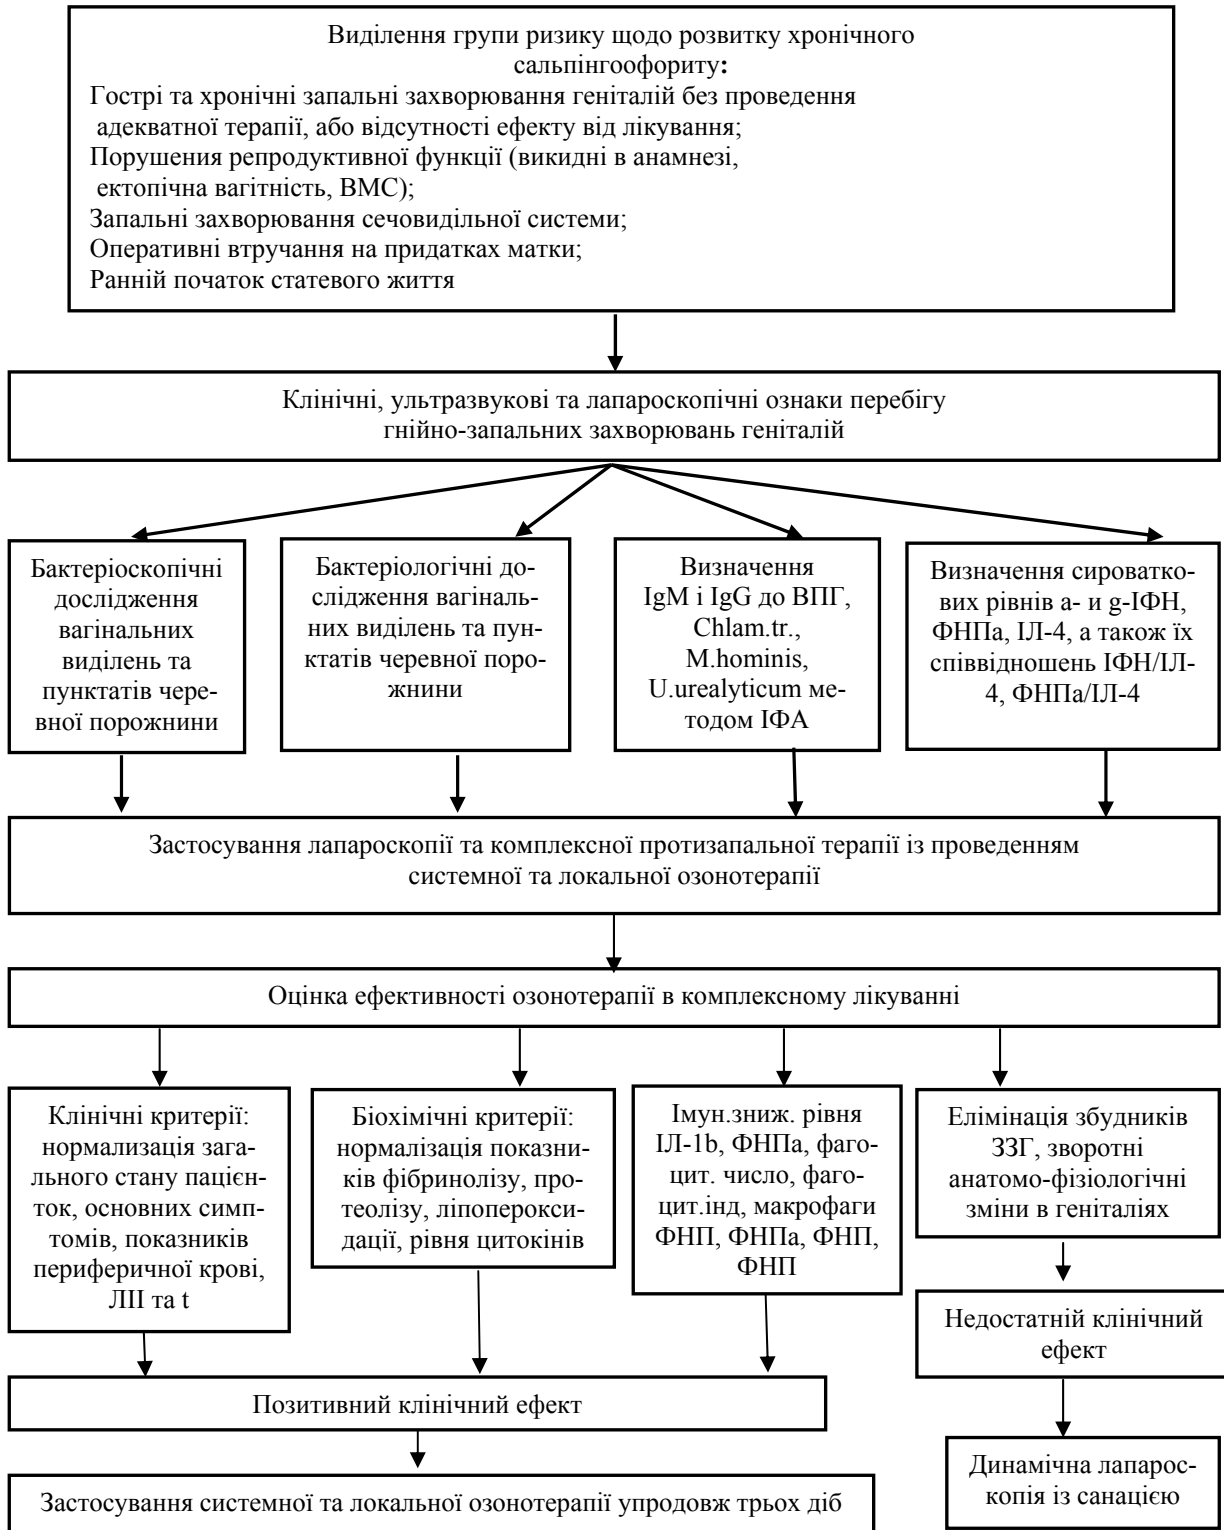 Виділення групи ризику щодо розвитку хронічного
сальпінгоофориту:
Гострі та хронічні запальні захворювання геніталій без проведення
адекватної терапії, або відсутності ефекту від лікування;
Порушення репродуктивної функції (викидні в анамнезі,
ектопічна вагітність, ВМС);
Запальні захворювання сечовидільної системи;
Оперативні втручання на придатках матки;
Ранній початок статевого життя
Клінічні, ультразвукові та лапароскопічні ознаки перебігу
гнійно-запальних захворювань геніталій
Бактеріоскопічні
дослідження
вагінальних
виділень та
пунктатів чере-
вної порожнини
Бактеріологічні до-
слідження вагіналь-
них виділень та пун-
ктатів черевної поро-
жнини
Визначення
IgM і IgG до ВПГ,
Chlam.tr.,
M.hominis,
U.urealyticum ме-
тодом ІФА
Визначення сироватко-
вих рівнів a- и g-ІФН,
ФНПа, ІЛ-4, а також їх
співвідношень ІФН/ІЛ-
4, ФНПа/ІЛ-4
Застосування лапароскопії та комплексної протизапальної терапії із проведенням
системної та локальної озонотерапії
Оцінка ефективності озонотерапії в комплексному лікуванні
Клінічні критерії:
нормализація зага-
льного стану пацієн-
ток, основних симп-
томів, показників
периферичної крові,
ЛІІ та t
Біохімічні критерії:
нормалізація показни-
ків фібринолізу, про-
теолізу, ліпоперокси-
дації, рівня цитокінів
Імун.зниж. рівня
ІЛ-1b, ФНПа, фаго-
цит. число, фаго-
цит.інд, макрофаги
ФНП, ФНПа, ФНП,
ФНП
Елімінація збудників
ЗЗГ, зворотні
анатомо-фізіологічні
зміни в геніталіях
Недостатній клінічний
ефект
Позитивний клінічний ефект
Динамічна лапарос-
копія із санацією
Застосування системної та локальної озонотерапії упродовж трьох діб